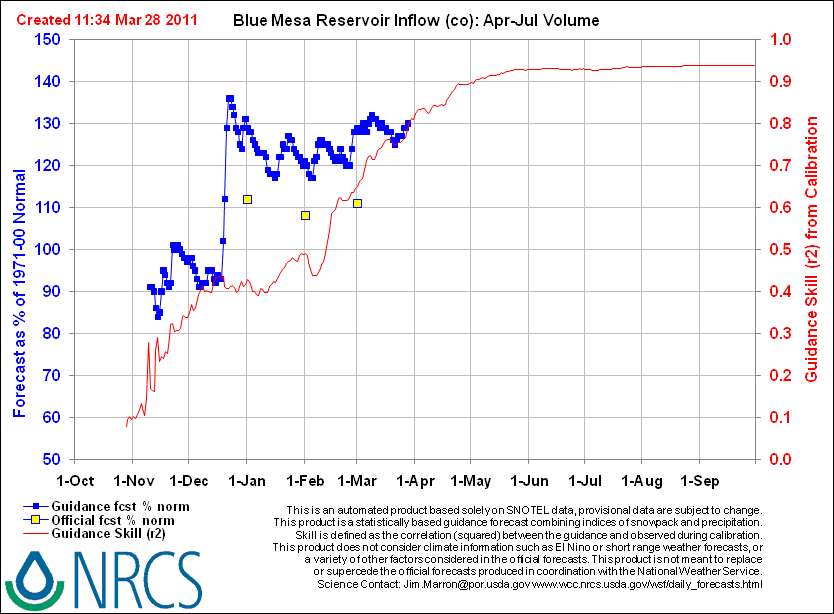 Created 11:34 Mar 28 2011
Blue Mesa Reservoir Inflow (co): Apr-Jul Volume
150
140
130
120
110
100
90
80
70
60
50
Forecast as % of 1971-00 Normal
1.0
0.9
0.8
0.7
0.6
0.5
0.4
0.3
0.2
0.1
0.0
Guidance Skill (r2) from Calibration
1-Oct 1-Nov 1-Dec 1-Jan 1-Feb 1-Mar 1-Apr 1-May 1-Jun 1-Jul 1-Aug 1-Sep
Guidance fcst % norm
Official fcst % norm
Guidance Skill (r2)
This is an automated product based solely on SNOTEL data, provisional data are subject to change.
This product is a statistically based guidance forecast combining indices of snowpack and precipitation.
Skill is defined as the correlation (squared) between the guidance and observed during calibration.
This product does not consider climate information such as El Nino or short range weather forecasts, or
a variety of other factors considered in the official forecasts. This product is not meant to replace
or supercede the official forecasts produced in coordination with the National Weather Service.
Science Contact: Jim.Marron@por.usda.gov www.wcc.nrcs.usda.gov/wsf/daily_forecasts.html
NRCS